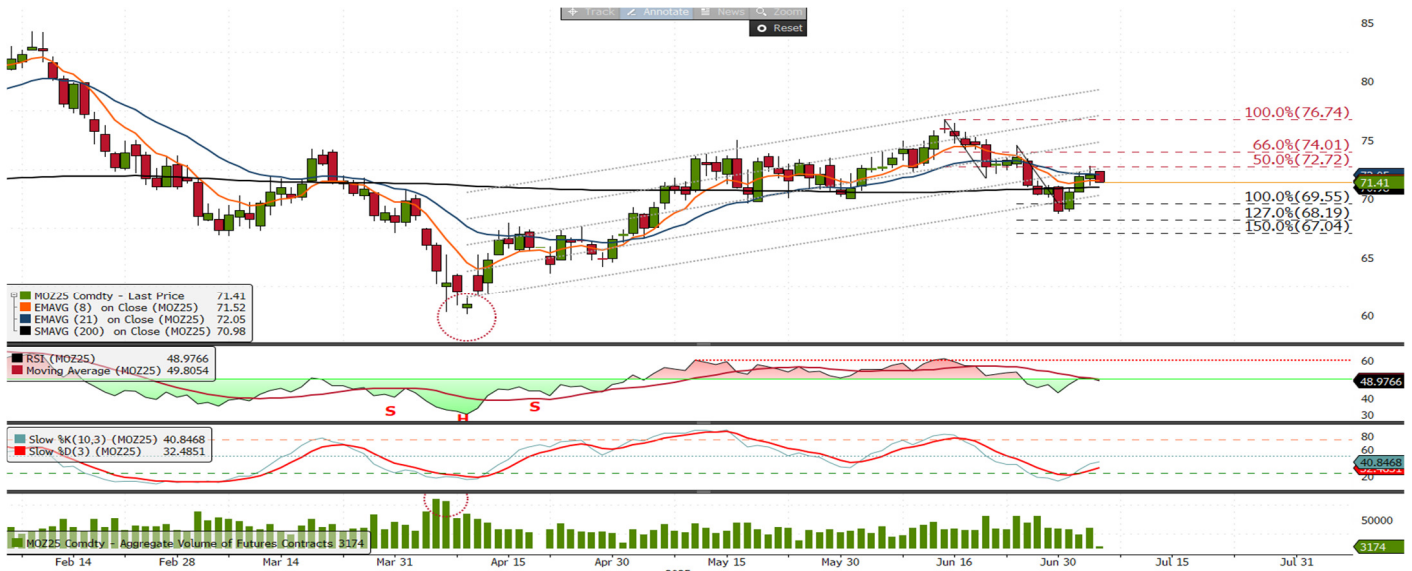 Track Annotate News Zoom
Reset
85
80
75
70
65
60
100.0%(76.74)
66.0%(74.01)
50.0%(72.72)
71.41
100.0%(69.55)
127.0%(68.19)
150.0%(67.04)
MOZ25 Comdty - Last Price 71.41
EMAVG (8) on Close (MOZ25) 71.52
EMAVG (21) on Close (MOZ25) 72.05
SMAVG (200) on Close (MOZ25) 70.98
RSI (MOZ25) 48.9766
Moving Average (MOZ25) 49.8054
S
H
S
60
48.9766
40
30
Slow %K(10,3) (MOZ25) 40.8468
Slow %D(3) (MOZ25) 32.4851
80
60
40.8468
20
MOZ25 Comdty - Aggregate Volume of Futures Contracts 3174
50000
3174
Feb 14 Feb 28 Mar 14 Mar 31 Apr 15 Apr 30 May 15 May 30 Jun 16 Jun 30 Jul 15 Jul 31